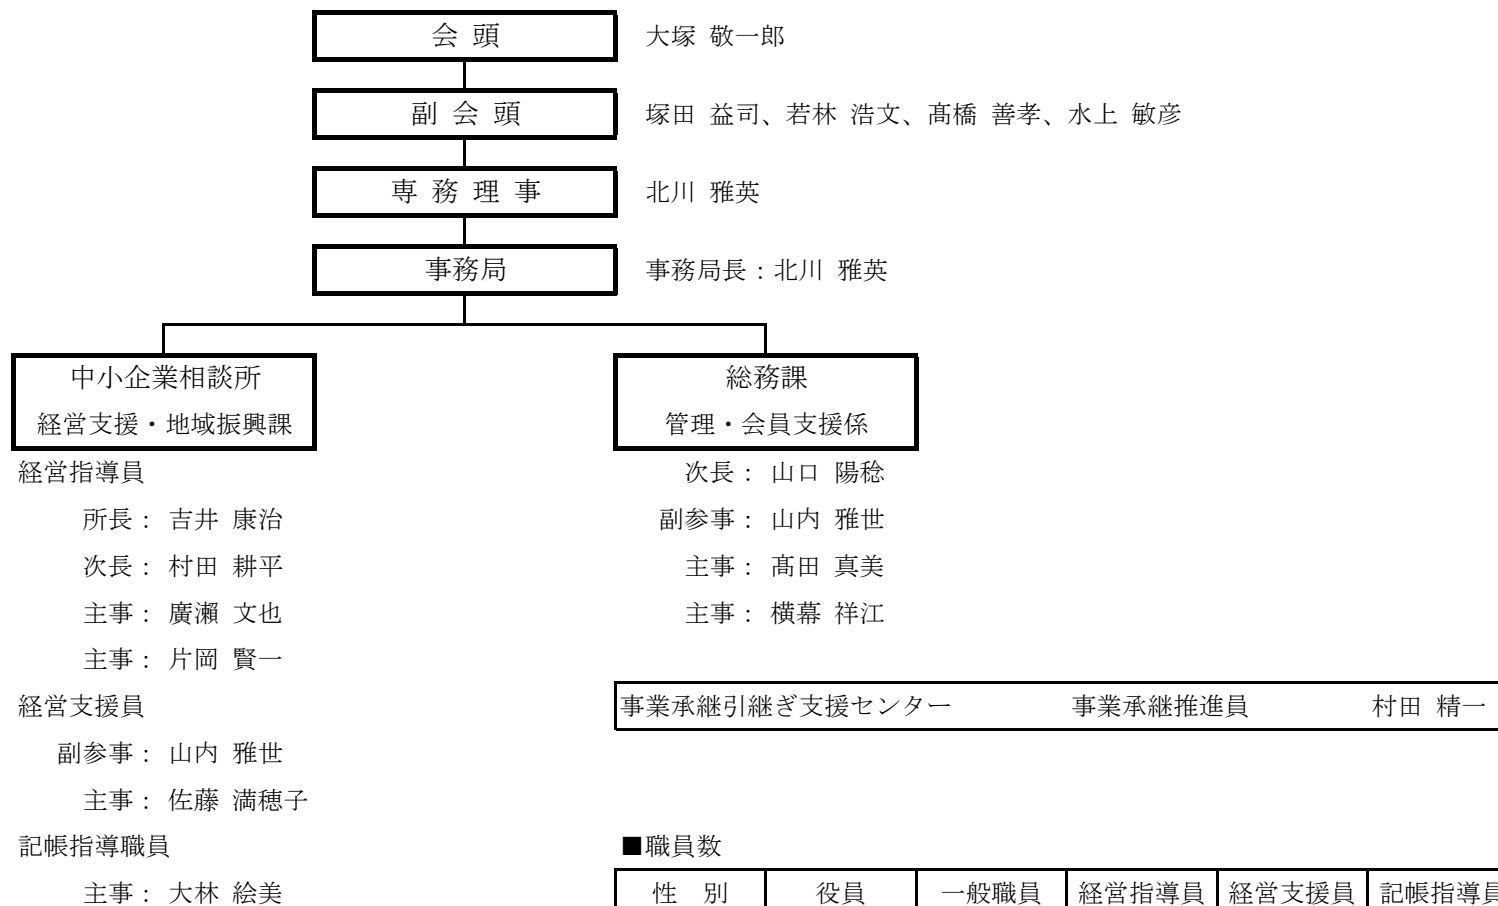 会 頭 大塚 敬一郎
副 会 頭 塚田 益司、若林 浩文、髙橋 善孝、水上 敏彦
専 務 理 事 北川 雅英
事務局 事務局長：北川 雅英
中小企業相談所
経営支援・地域振興課
総務課
管理・会員支援係
経営指導員
所長： 吉井 康治
次長： 村田 耕平
主事： 廣瀨 文也
主事： 片岡 賢一
経営支援員
副参事： 山内 雅世
主事： 佐藤 満穂子
記帳指導職員
主事： 大林 絵美
次長： 山口 陽稔
副参事： 山内 雅世
主事： 髙田 真美
主事： 横幕 祥江
事業承継引継ぎ支援センター 事業承継推進員 村田 精一
■職員数
性 別 役員 一般職員 経営指導員 経営支援員 記帳指導員